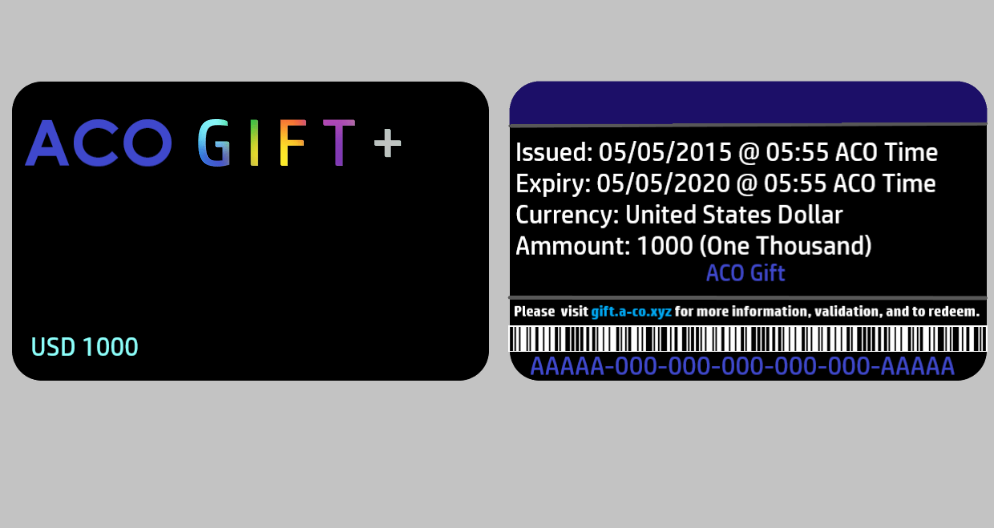 ACO GIFT +
USD 1000
Issued: 05/05/2015 @ 05:55 ACO Time
Expiry: 05/05/2020 @ 05:55 ACO Time
Currency: United States Dollar
Ammount: 1000 (One Thousand)
ACO Gift
Please visit gift.a-co.xyz for more information, validation, and to redeem.
AAAAA-000-000-000-000-000-AAAAA